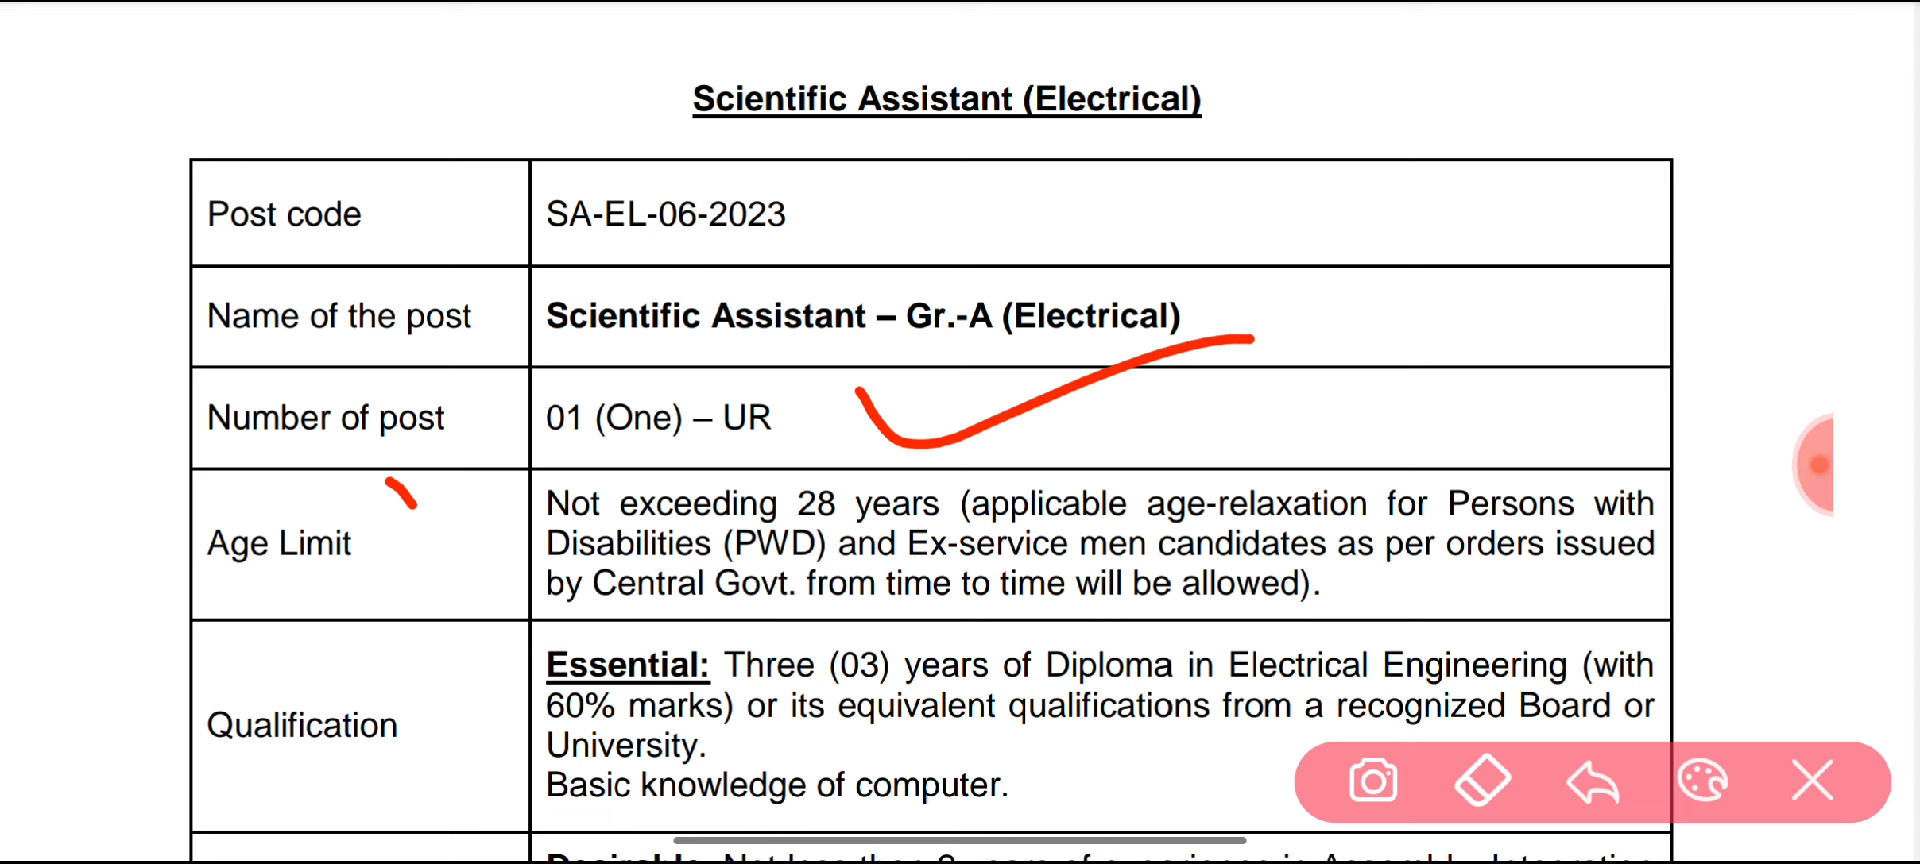 Scientific Assistant (Electrical)
Post code
SA-EL-06-2023
Name of the post
Scientific Assistant – Gr.-A (Electrical)
Number of post
01 (One) – UR
Age Limit
Not exceeding 28 years (applicable age-relaxation for Persons with
Disabilities (PWD) and Ex-service men candidates as per orders issued
by Central Govt. from time to time will be allowed).
Qualification
Essential: Three (03) years of Diploma in Electrical Engineering (with
60% marks) or its equivalent qualifications from a recognized Board or
University.
Basic knowledge of computer.